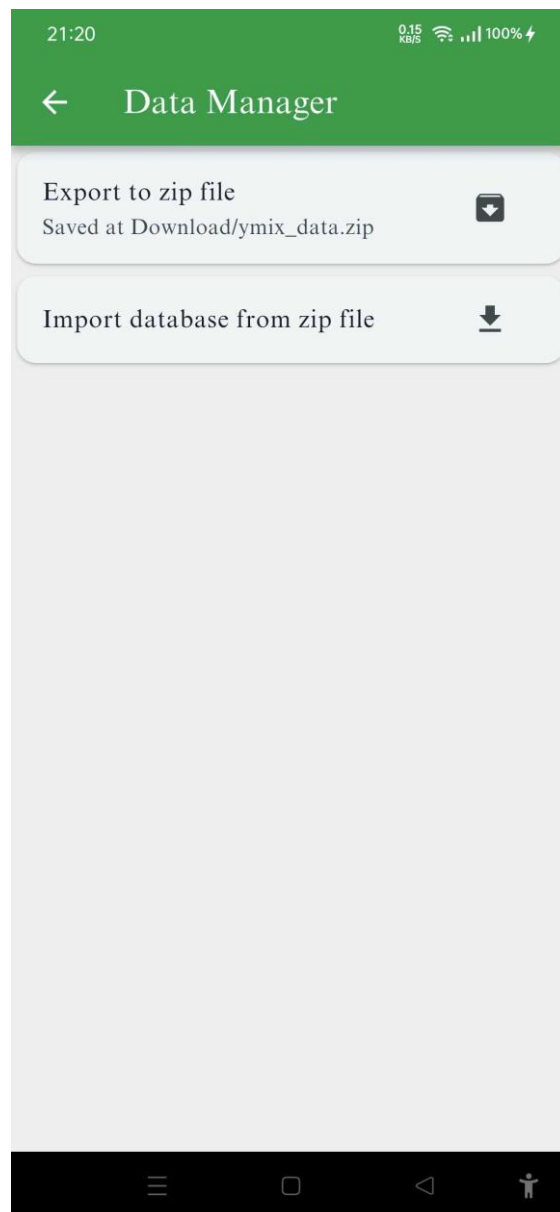 21:20
0.15 KB/S 100%
Data Manager
Export to zip file
Saved at Download/ymix_data.zip
Import database from zip file